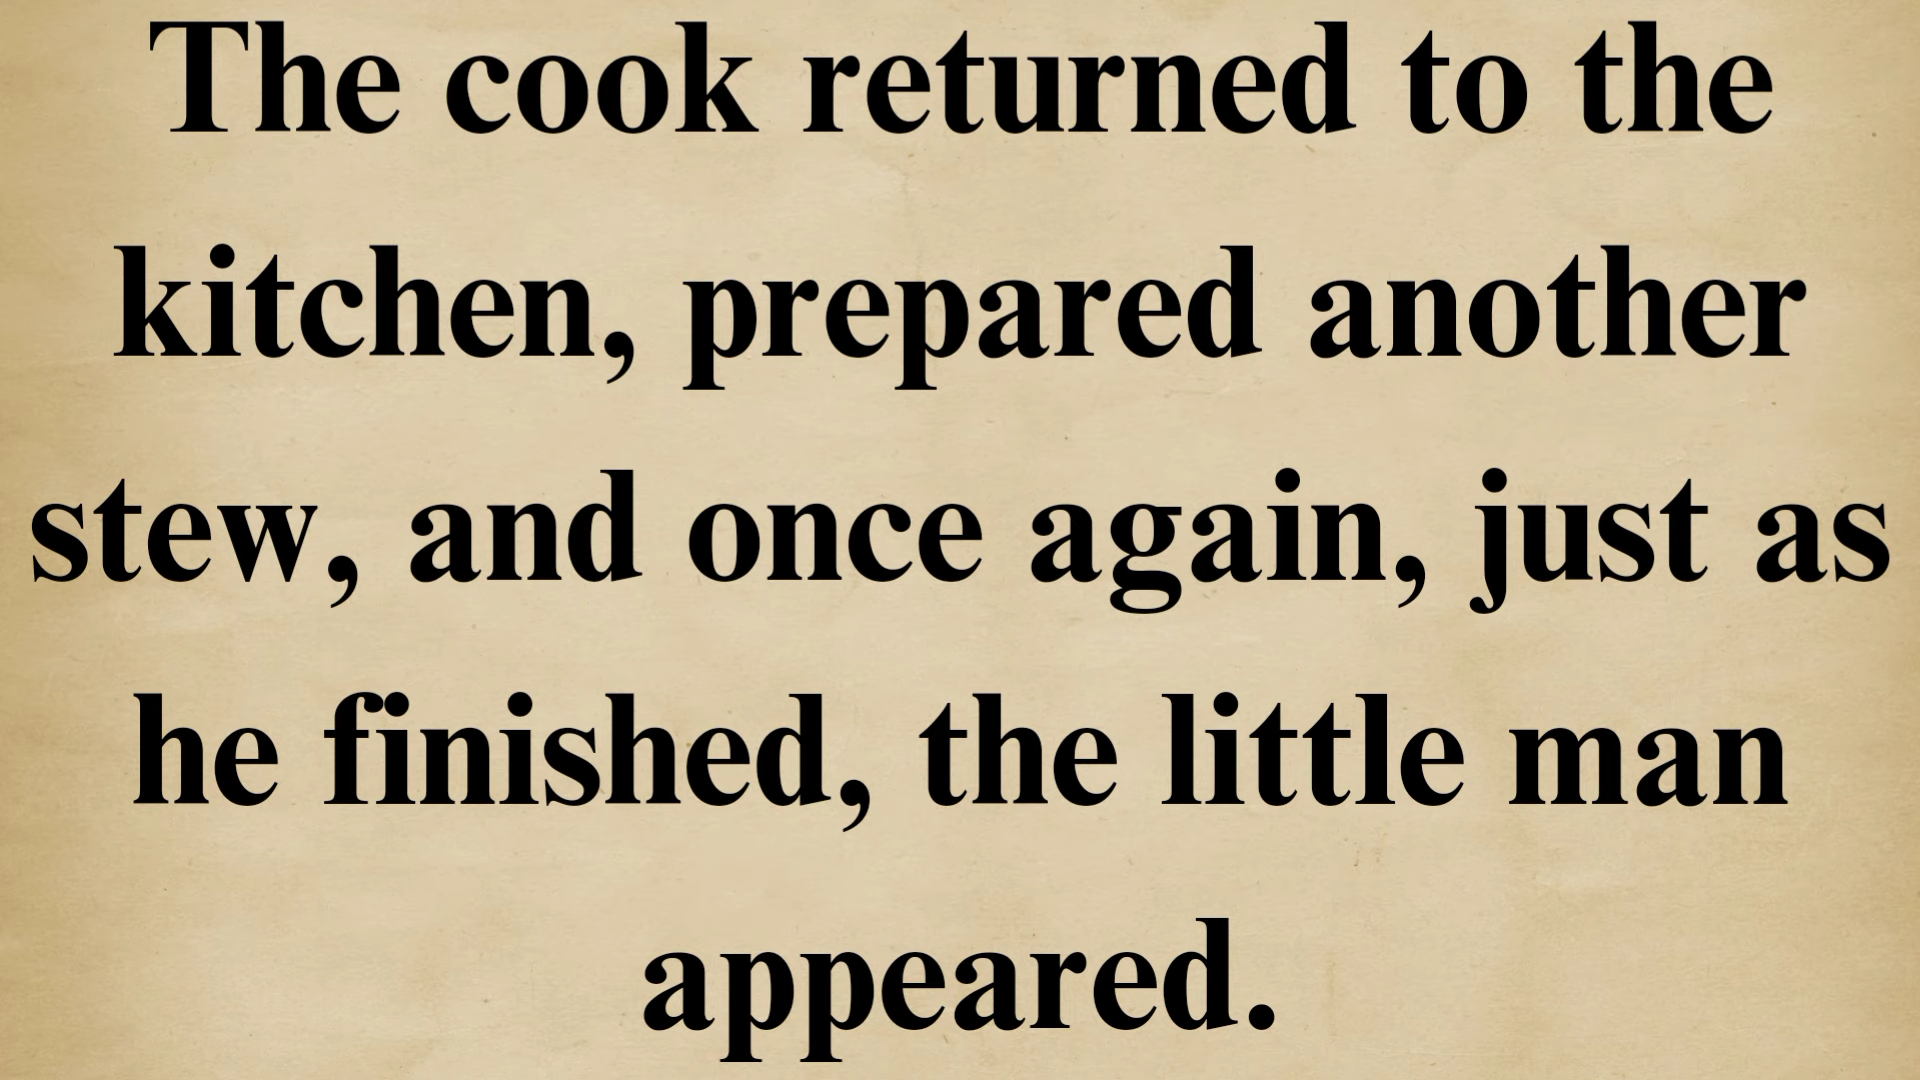 The cook returned to the
kitchen, prepared another
stew, and once again, just as
he finished, the little man
appeared.